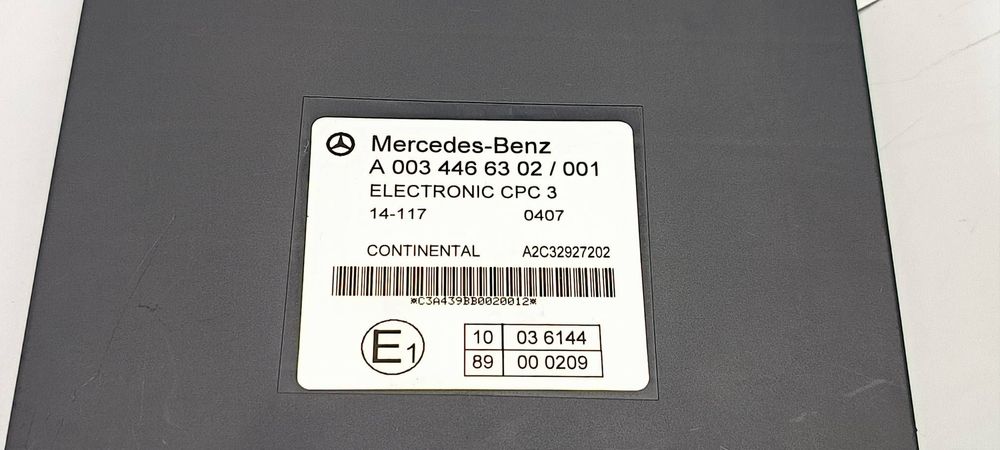 Mercedes-Benz
A 003 446 63 02 / 001
ELECTRONIC CPC 3
14-117 0407
CONTINENTAL A2C32927202
*C3A439BB0020012*
E1 10 03 6144
89 00 0209